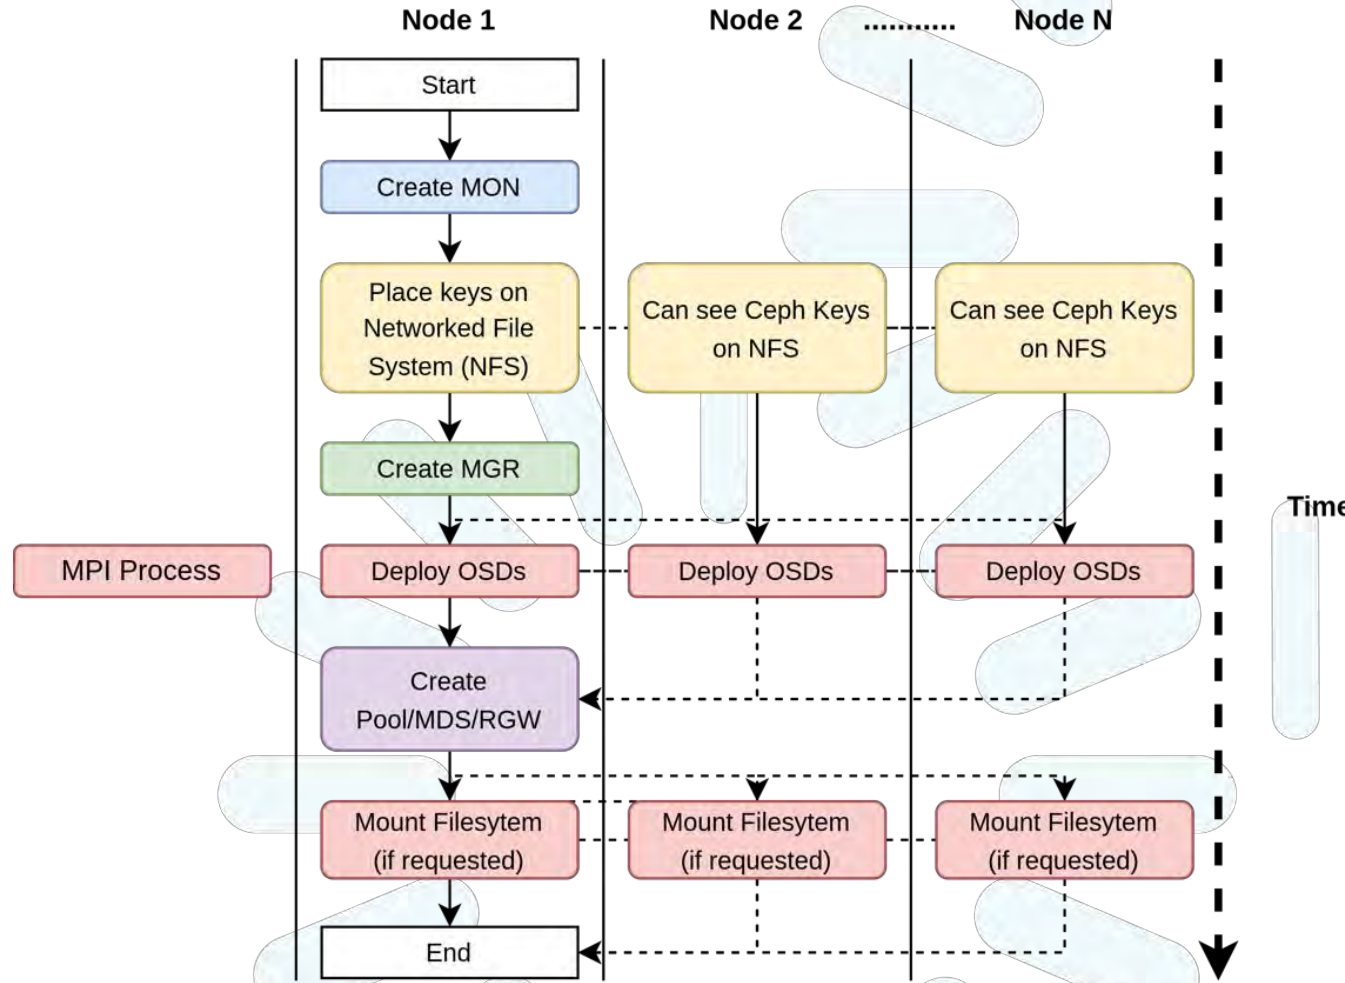 Node 1
Node 2
...........
Node N
Start
Create MON
Place keys on
Networked File
System (NFS)
Can see Ceph Keys
on NFS
Can see Ceph Keys
on NFS
Create MGR
Time
MPI Process
Deploy OSDs
Deploy OSDs
Deploy OSDs
Create
Pool/MDS/RGW
Mount Filesytem
(if requested)
Mount Filesytem
(if requested)
Mount Filesytem
(if requested)
End